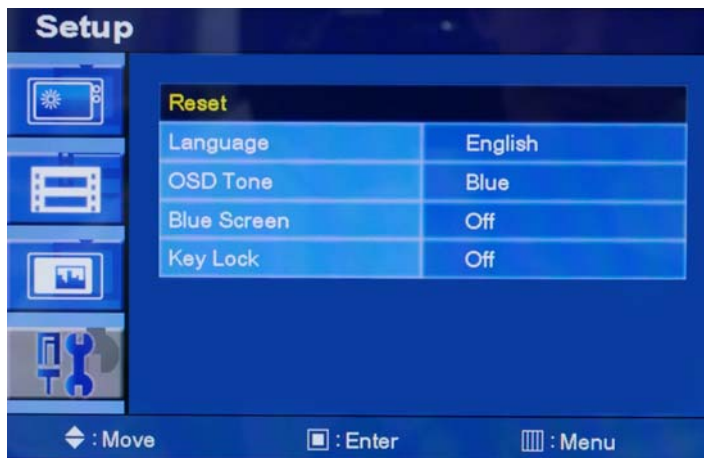 Setup
Reset
Language English
OSD Tone Blue
Blue Screen Off
Key Lock Off
: Move : Enter : Menu